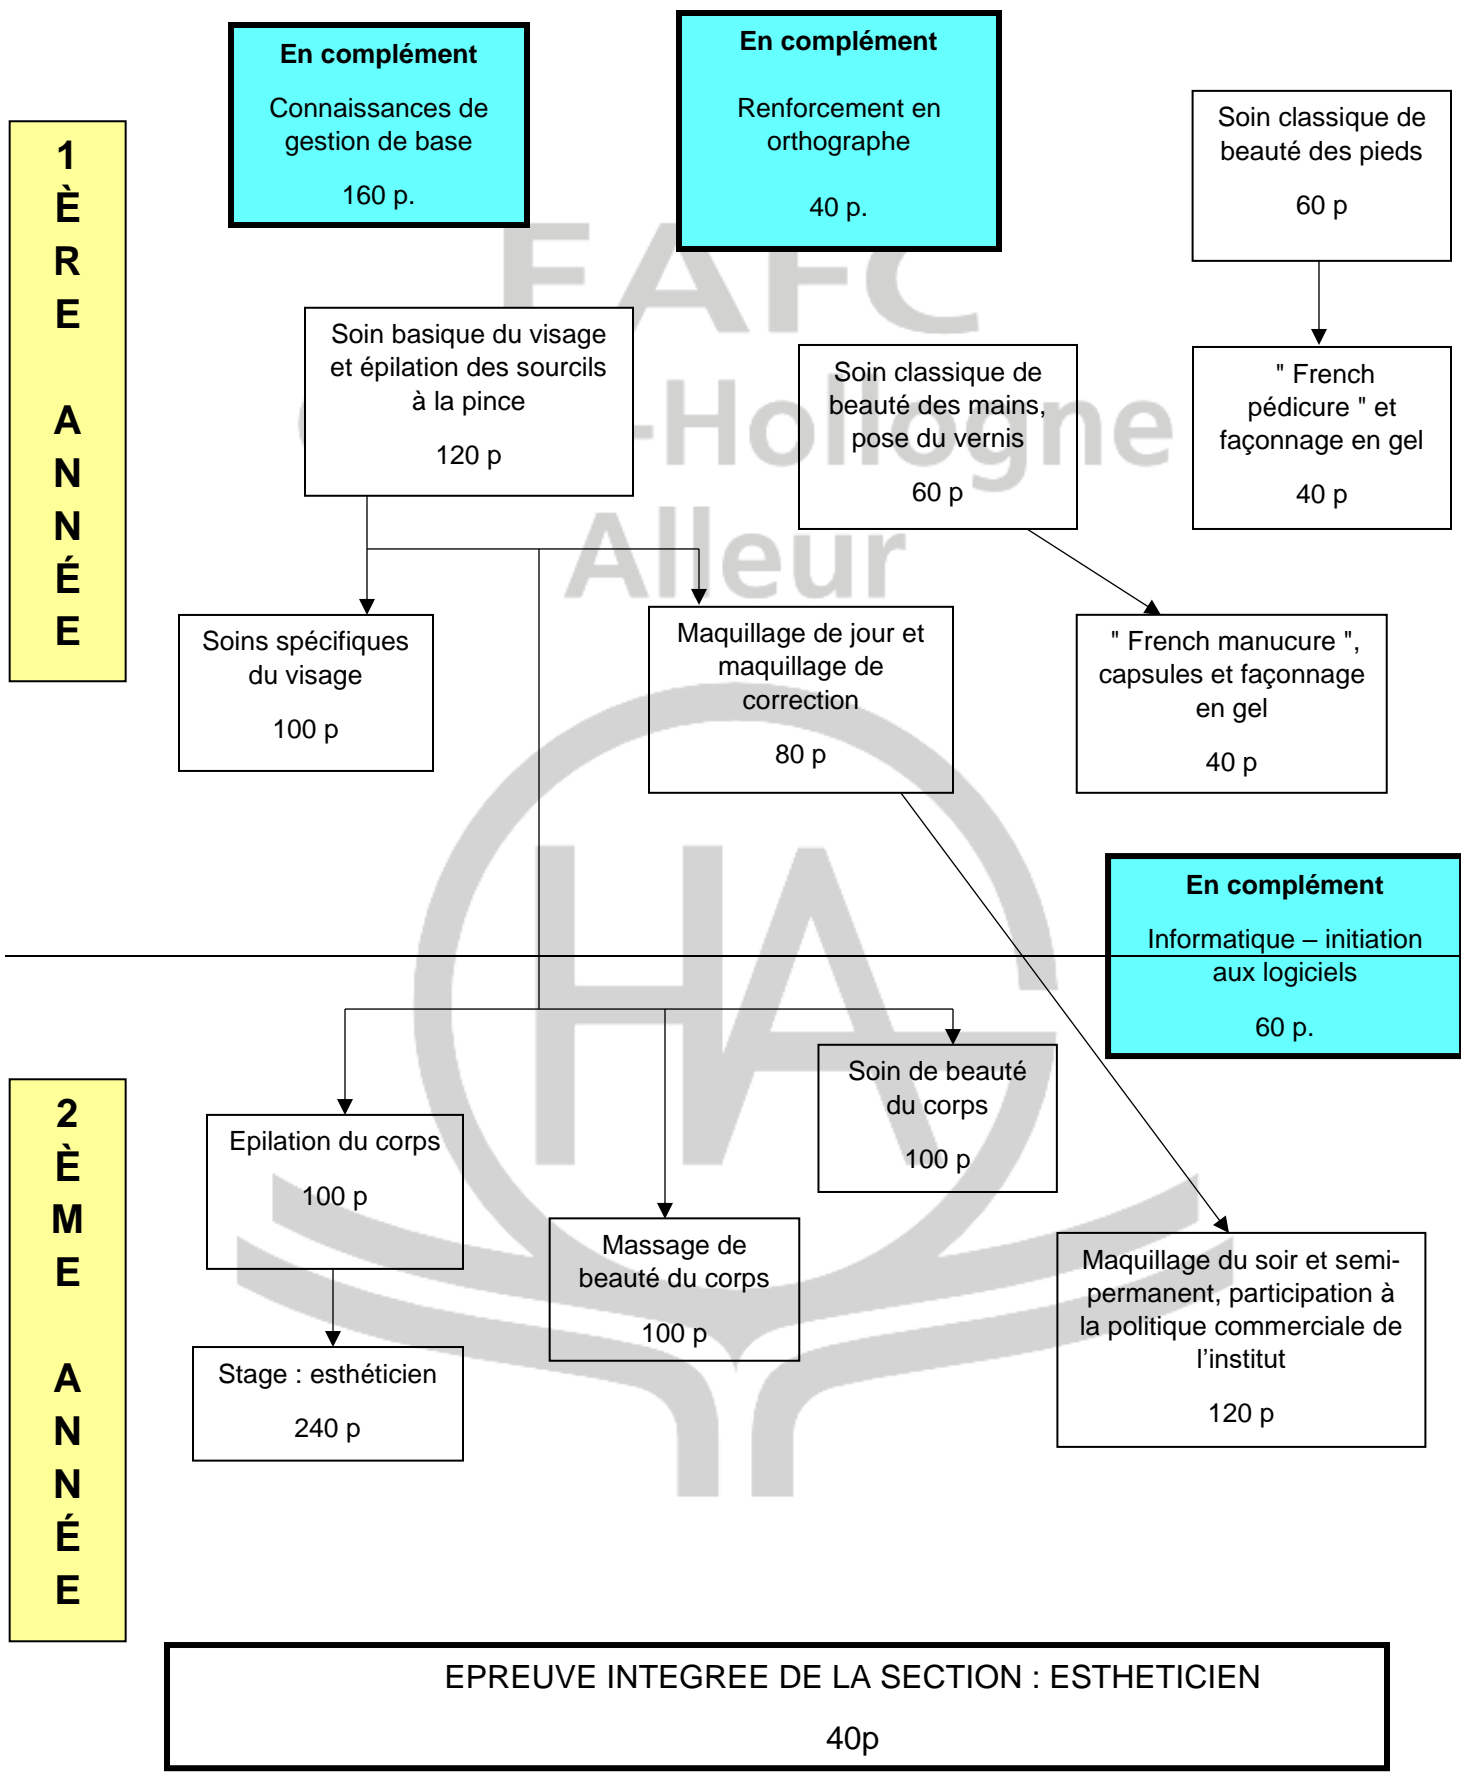 En complément
Connaissances de
gestion de base
160 p.
En complément
Renforcement en
orthographe
40 p.
Soin classique de
beauté des pieds
60 p
1
È
R
E
A
N
N
É
E
EAFC
-Hollogne
Alleur
Soin basique du visage
et épilation des sourcils
à la pince
120 p
Soin classique de
beauté des mains,
pose du vernis
60 p
" French
pédicure " et
façonnage en gel
40 p
Soins spécifiques
du visage
100 p
Maquillage de jour et
maquillage de
correction
80 p
" French manucure ",
capsules et façonnage
en gel
40 p
HA
En complément
Informatique – initiation
aux logiciels
60 p.
2
È
M
E
A
N
N
É
E
Epilation du corps
100 p
Massage de
beauté du corps
100 p
Soin de beauté
du corps
100 p
Maquillage du soir et semi-
permanent, participation à
la politique commerciale de
l’institut
120 p
Stage : esthéticien
240 p
EPREUVE INTEGREE DE LA SECTION : ESTHETICIEN
40p